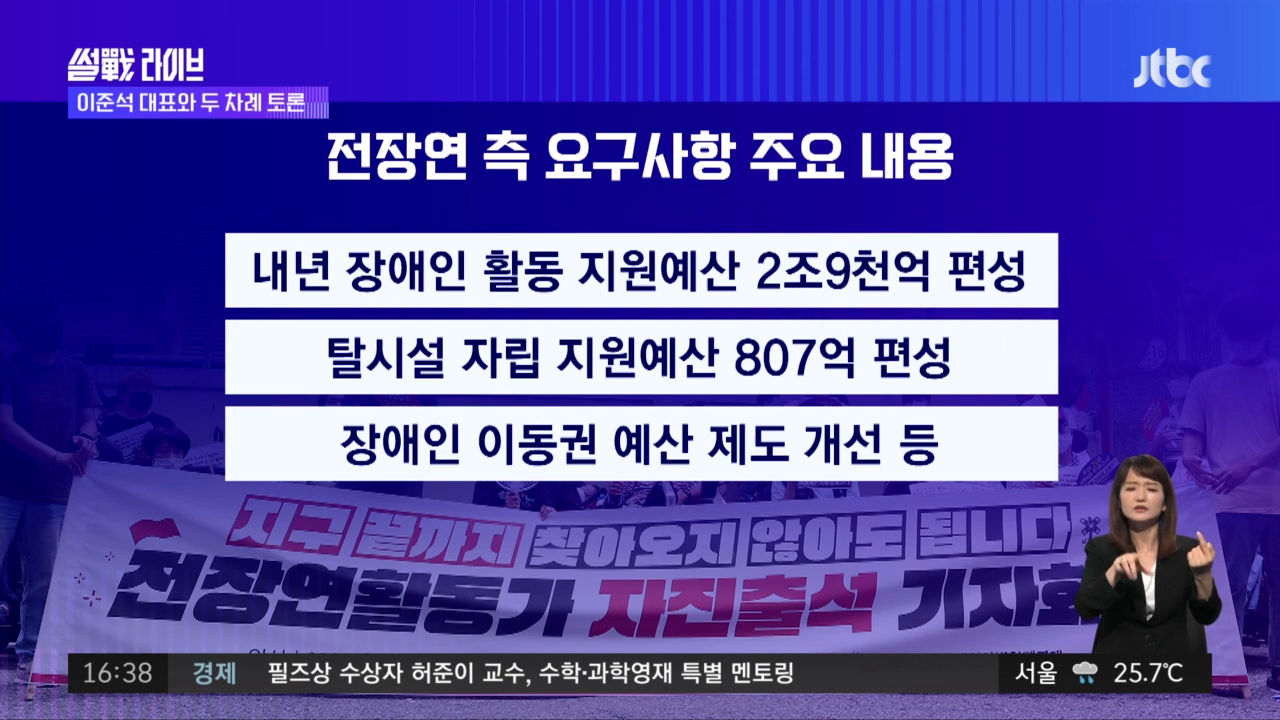 썰戰 라이브
jtbc
이준석 대표와 두 차례 토론
전장연 측 요구사항 주요 내용
내년 장애인 활동 지원예산 2조9천억 편성
탈시설 자립 지원예산 807억 편성
장애인 이동권 예산 제도 개선 등
지구 끝까지 찾아오지 않아도 됩니다
전장연활동가 자진출석 기자회
16:38 경제 필즈상 수상자 허준이 교수, 수학·과학영재 특별 멘토링 서울 25.7℃